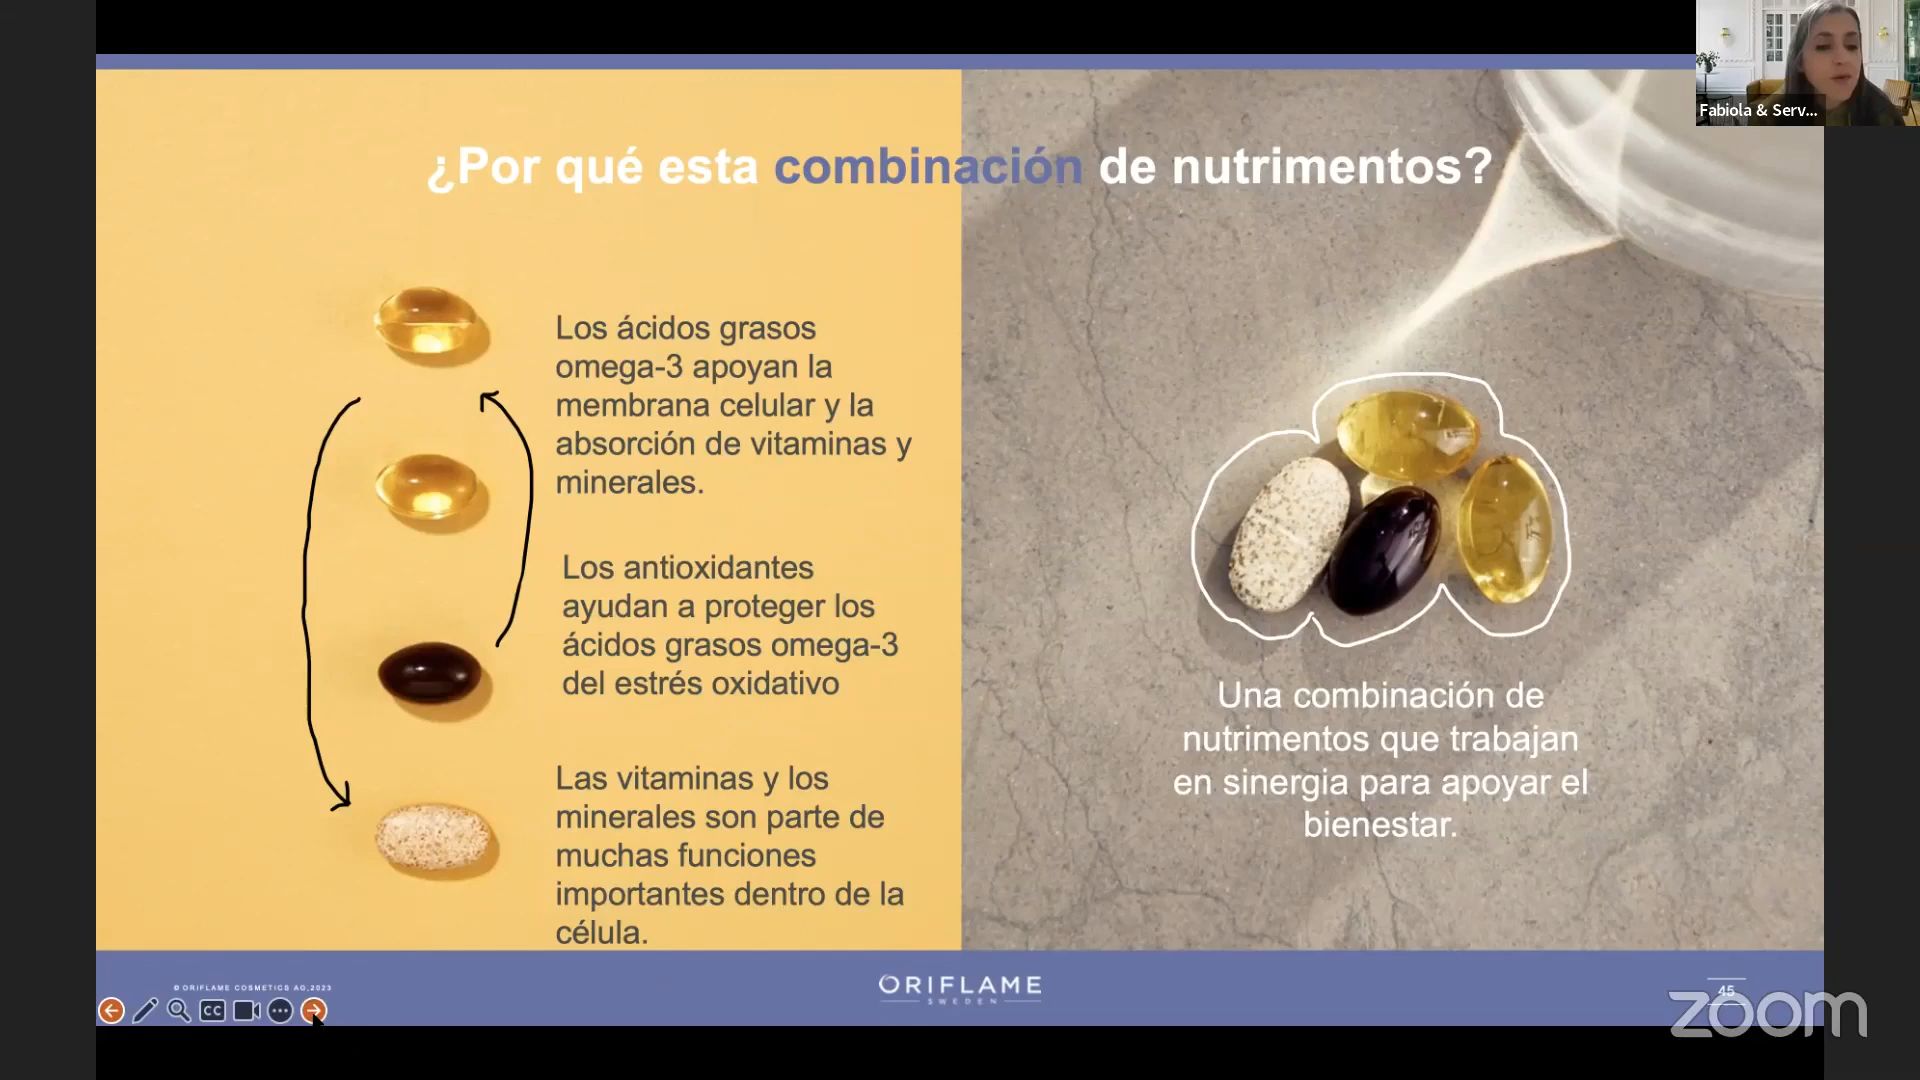 Fabiola & Serv...
¿Por qué esta combinación de nutrimentos?
Los ácidos grasos
omega-3 apoyan la
membrana celular y la
absorción de vitaminas y
minerales.
Los antioxidantes
ayudan a proteger los
ácidos grasos omega-3
del estrés oxidativo
Las vitaminas y los
minerales son parte de
muchas funciones
importantes dentro de la
célula.
Una combinación de
nutrimentos que trabajan
en sinergia para apoyar el
bienestar.
© ORIFLAME COSMETICS AG,2023
CC
ORIFLAME
SWEDEN
45
zoom